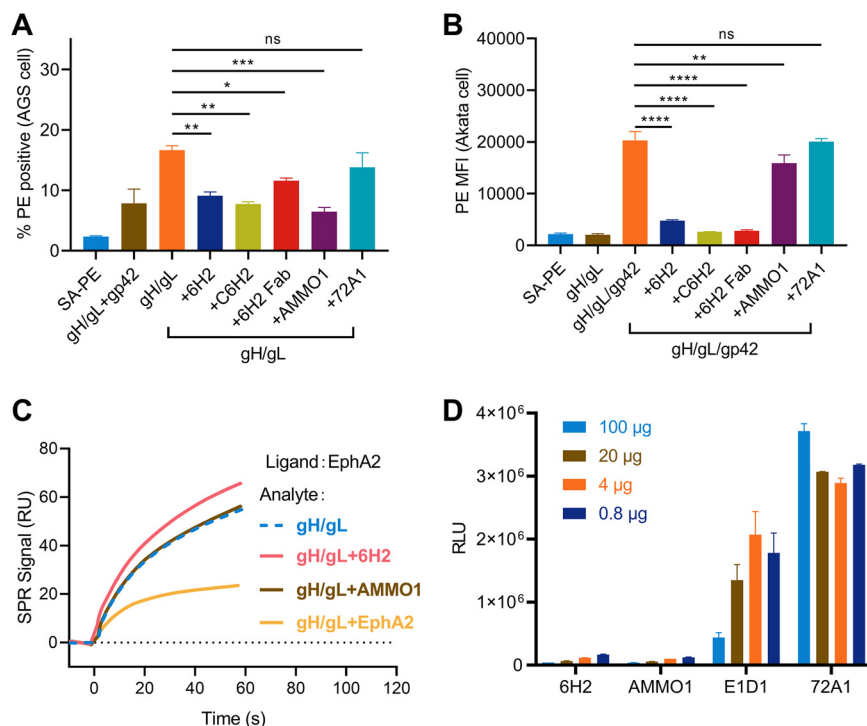 A
% PE positive (AGS cell)
30
20
10
0
ns
***
*
**
**
SA-PE
gH/gL+gp42
gH/gL
+6H2
+C6H2
+6H2 Fab
+AMMO1
+72A1
gH/gL
B
PE MFI (Akata cell)
40000
30000
20000
10000
0
ns
**
****
****
****
SA-PE
gH/gL
gH/gL/gp42
+6H2
+C6H2
+6H2 Fab
+AMMO1
+72A1
gH/gL/gp42
C
SPR Signal (RU)
80
60
40
20
0
Ligand：EphA2
Analyte：
gH/gL
gH/gL+6H2
gH/gL+AMMO1
gH/gL+EphA2
0
20
40
60
80
100
120
Time (s)
D
RLU
4×10⁶
3×10⁶
2×10⁶
1×10⁶
0
100 μg
20 μg
4 μg
0.8 μg
6H2
AMMO1
E1D1
72A1